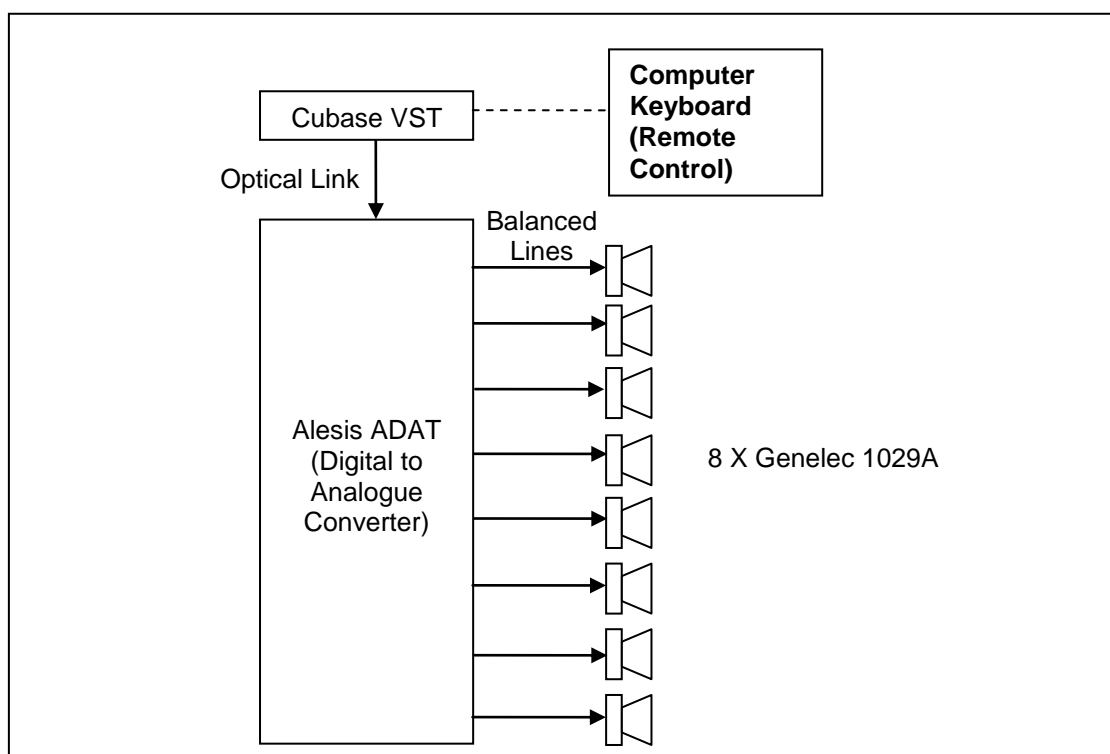 Computer
Keyboard
(Remote
Control)
Cubase VST
Optical Link
Balanced
Lines
Alesis ADAT
(Digital to
Analogue
Converter)
8 X Genelec 1029A